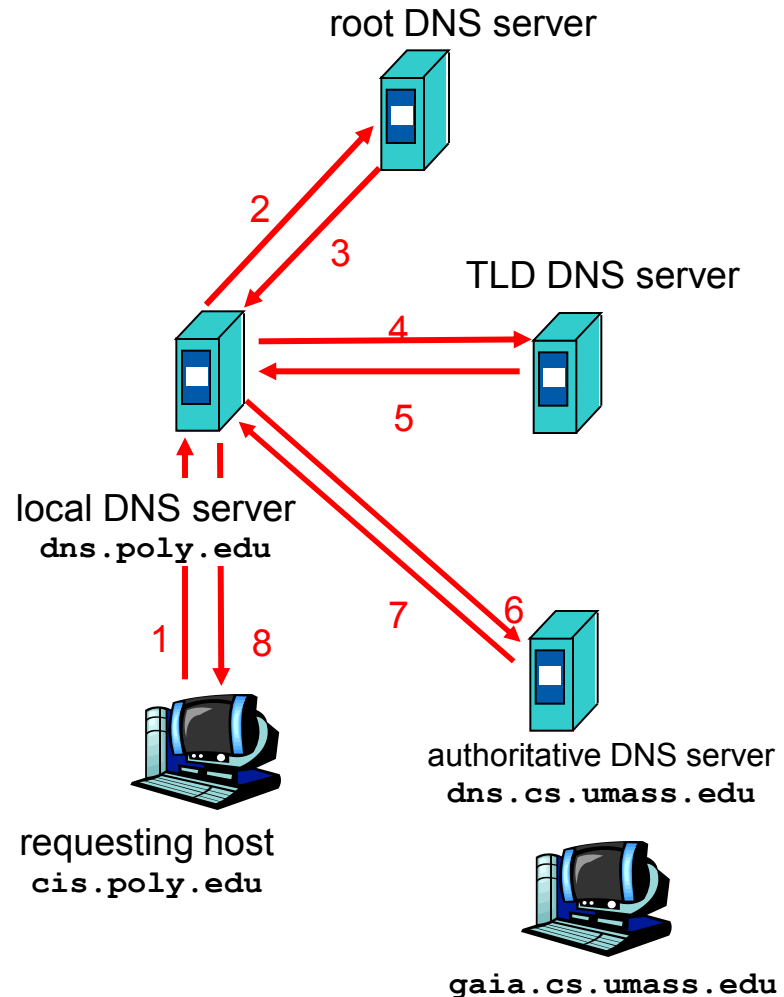 root DNS server
2
3
TLD DNS server
4
5
local DNS server
dns.poly.edu
1
8
7
6
authoritative DNS server
dns.cs.umass.edu
requesting host
cis.poly.edu
gaia.cs.umass.edu